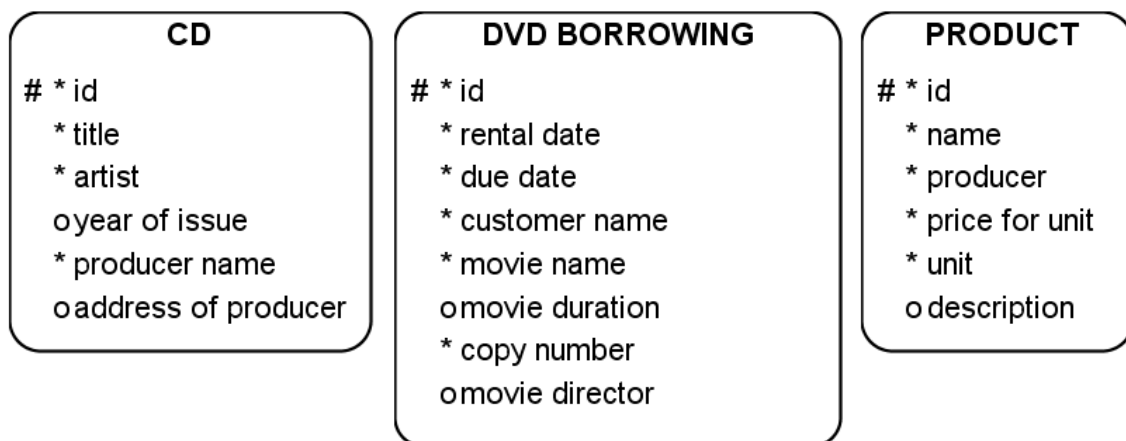 CD
# * id
* title
* artist
o year of issue
* producer name
o address of producer
DVD BORROWING
# * id
* rental date
* due date
* customer name
* movie name
o movie duration
* copy number
o movie director
PRODUCT
# * id
* name
* producer
* price for unit
* unit
o description